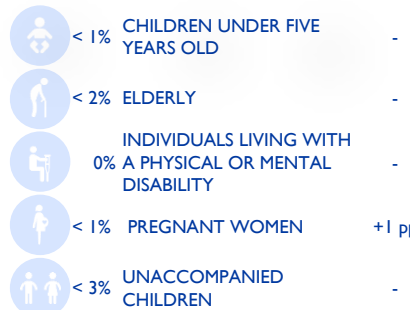 < 1% CHILDREN UNDER FIVE
YEARS OLD -
< 2% ELDERLY -
INDIVIDUALS LIVING WITH
0% A PHYSICAL OR MENTAL -
DISABILITY
< 1% PREGNANT WOMEN +1 pp
< 3% UNACCOMPANIED
CHILDREN -